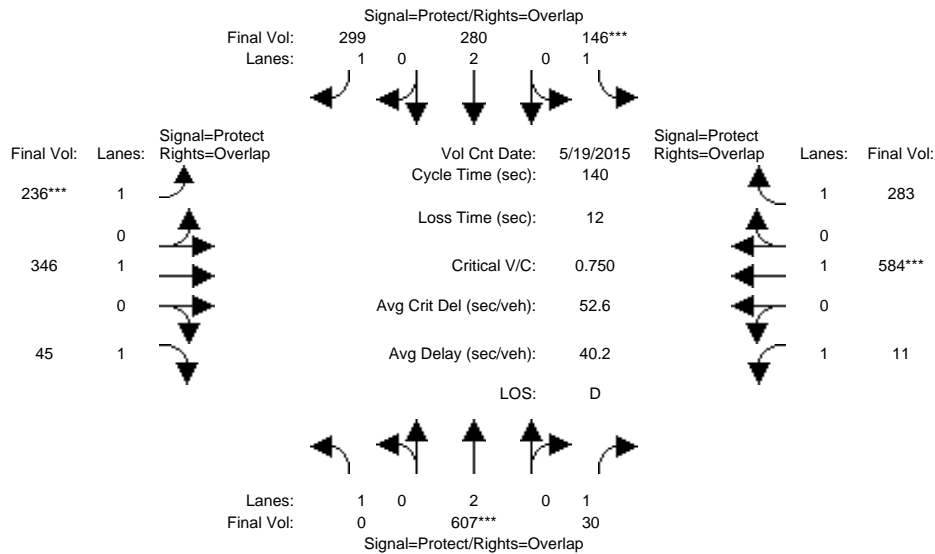 Signal=Protect/Rights=Overlap
Final Vol: 299 280 146***
Lanes: 1 0 2 0 1
Signal=Protect Signal=Protect
Final Vol: Lanes: Rights=Overlap Vol Cnt Date: 5/19/2015 Rights=Overlap Lanes: Final Vol:
Cycle Time (sec): 140
236*** 1 1 283
Loss Time (sec): 12
0 0
346 1 Critical V/C: 0.750 1 584***
0 Avg Crit Del (sec/veh): 52.6 0
45 1 Avg Delay (sec/veh): 40.2 1 11
LOS: D
Lanes: 1 0 2 0 1
Final Vol: 0 607*** 30
Signal=Protect/Rights=Overlap